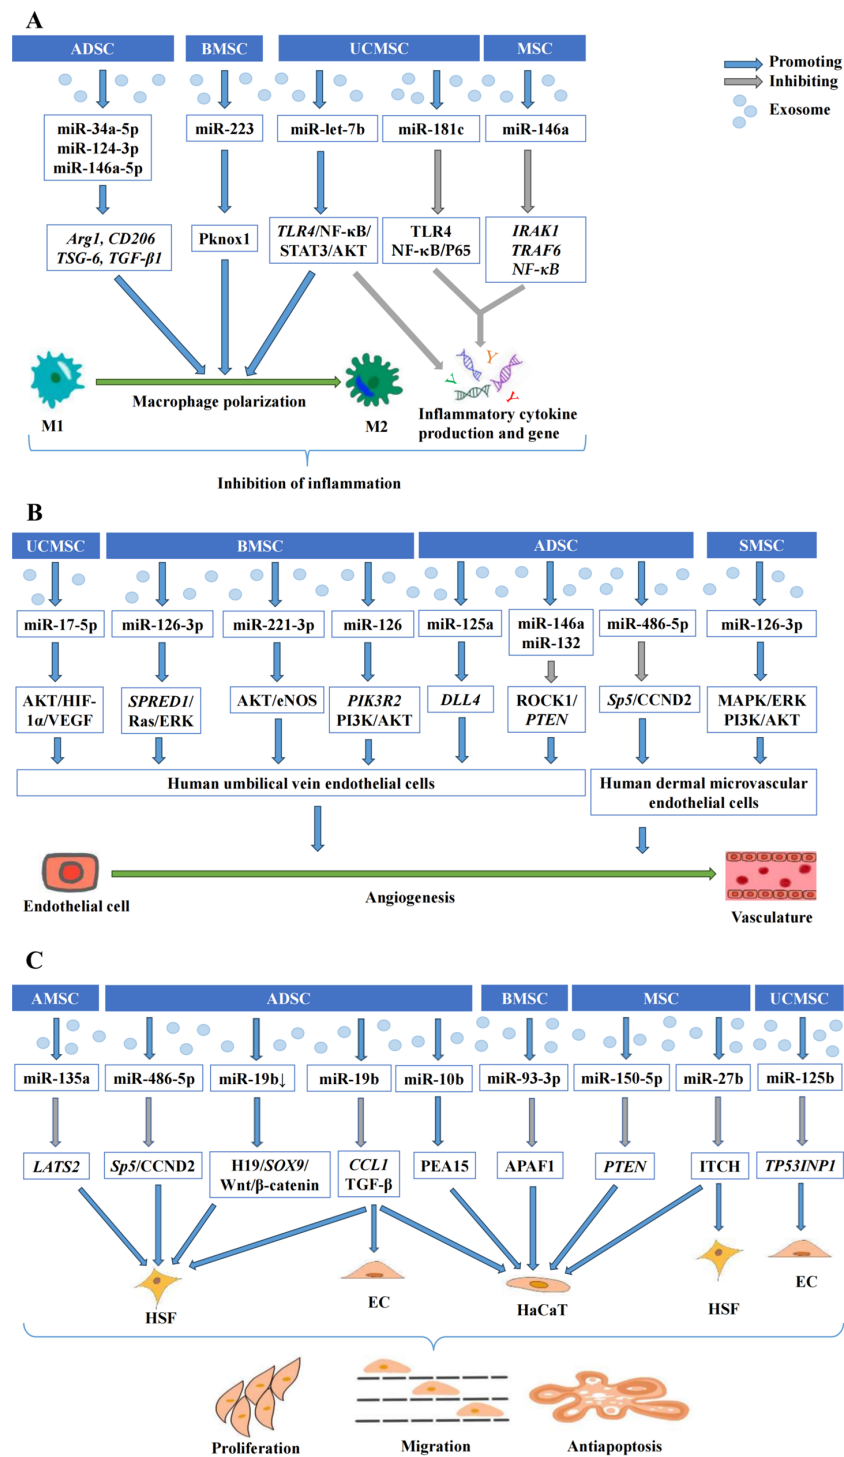 A
ADSC BMSC UCMSC MSC
Promoting
Inhibiting
Exosome
miR-34a-5p
miR-124-3p
miR-146a-5p
miR-223 miR-let-7b miR-181c miR-146a
Arg1, CD206
TSG-6, TGF-β1
Pknox1
TLR4/NF-κB/
STAT3/AKT
TLR4
NF-κB/P65
IRAK1
TRAF6
NF-κB
M1
Macrophage polarization
M2
Inflammatory cytokine
production and gene
Inhibition of inflammation
B
UCMSC BMSC ADSC SMSC
miR-17-5p miR-126-3p miR-221-3p miR-126 miR-125a
miR-146a
miR-132
miR-486-5p miR-126-3p
AKT/HIF-
1α/VEGF
SPRED1/
Ras/ERK
AKT/eNOS
PIK3R2
PI3K/AKT
DLL4
ROCK1/
PTEN
Sp5/CCND2
MAPK/ERK
PI3K/AKT
Human umbilical vein endothelial cells
Human dermal microvascular
endothelial cells
Endothelial cell
Angiogenesis
Vasculature
C
AMSC ADSC BMSC MSC UCMSC
miR-135a miR-486-5p miR-19b↓ miR-19b miR-10b miR-93-3p miR-150-5p miR-27b miR-125b
LATS2
Sp5/CCND2
H19/SOX9/
Wnt/β-catenin
CCL1
TGF-β
PEA15
APAF1
PTEN
ITCH
TP53INP1
HSF
EC
HaCaT
HSF
EC
Proliferation
Migration
Antiapoptosis